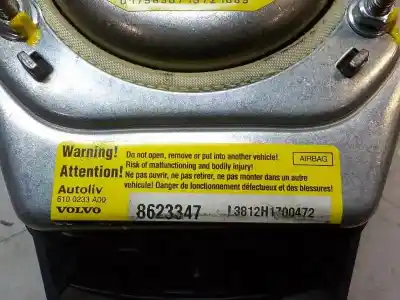 Warning!
Attention!
Do not open, remove or put into another vehicle!
Risk of malfunctioning and bodily injury!
Ne pas ouvrir, ne pas retirer, ne pas monter dans un autre
vehicule! Danger de fonctionnement défectueux et des blessures!
AIRBAG
Autoliv
610 0233 A09
VOLVO
8623347
L3812H1700472